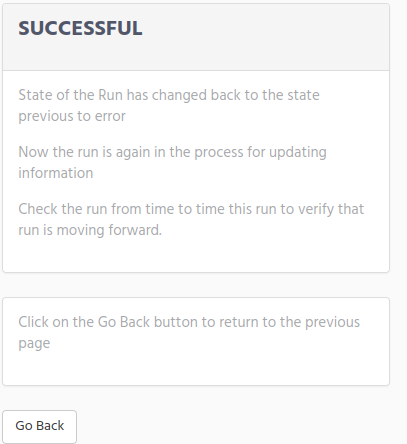 SUCCESSFUL
State of the Run has changed back to the state
previous to error
Now the run is again in the process for updating
information
Check the run from time to time this run to verify that
run is moving forward.
Click on the Go Back button to return to the previous
page
Go Back